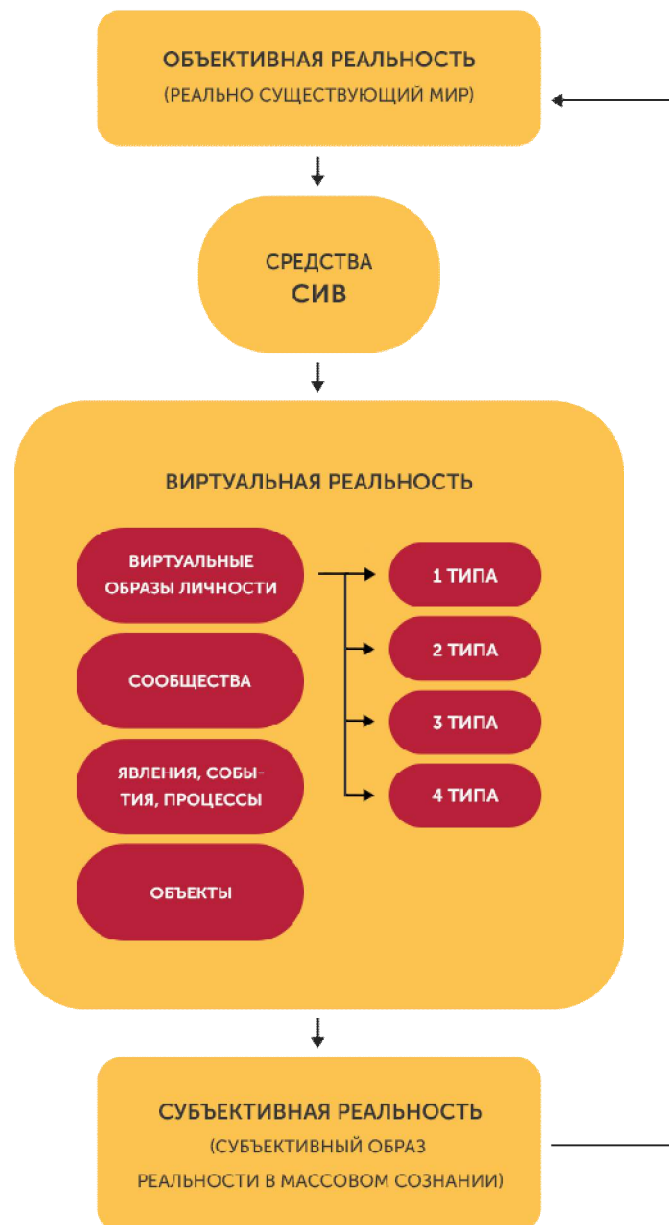 ОБЪЕКТИВНАЯ РЕАЛЬНОСТЬ
(РЕАЛЬНО СУЩЕСТВУЮЩИЙ МИР)
СРЕДСТВА
СИВ
ВИРТУАЛЬНАЯ РЕАЛЬНОСТЬ
ВИРТУАЛЬНЫЕ
ОБРАЗЫ ЛИЧНОСТИ
СООБЩЕСТВА
ЯВЛЕНИЯ, СОБЫ-
ТИЯ, ПРОЦЕССЫ
ОБЪЕКТЫ
1 ТИПА
2 ТИПА
3 ТИПА
4 ТИПА
СУБЪЕКТИВНАЯ РЕАЛЬНОСТЬ
(СУБЪЕКТИВНЫЙ ОБРАЗ
РЕАЛЬНОСТИ В МАССОВОМ СОЗНАНИИ)